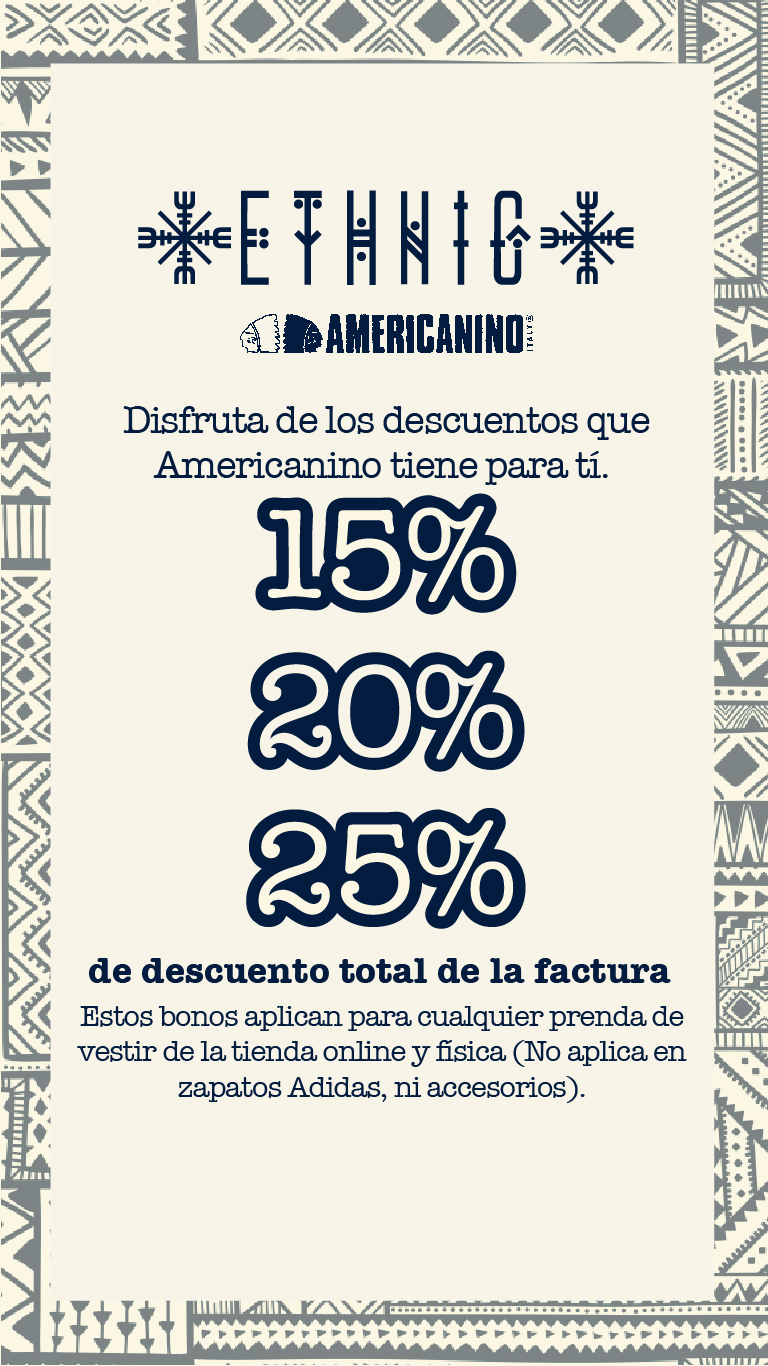 ETHNIC
AMERICANINO ITALY®
Disfruta de los descuentos que
Americanino tiene para tí.
15%
20%
25%
de descuento total de la factura
Estos bonos aplican para cualquier prenda de
vestir de la tienda online y física (No aplica en
zapatos Adidas, ni accesorios).